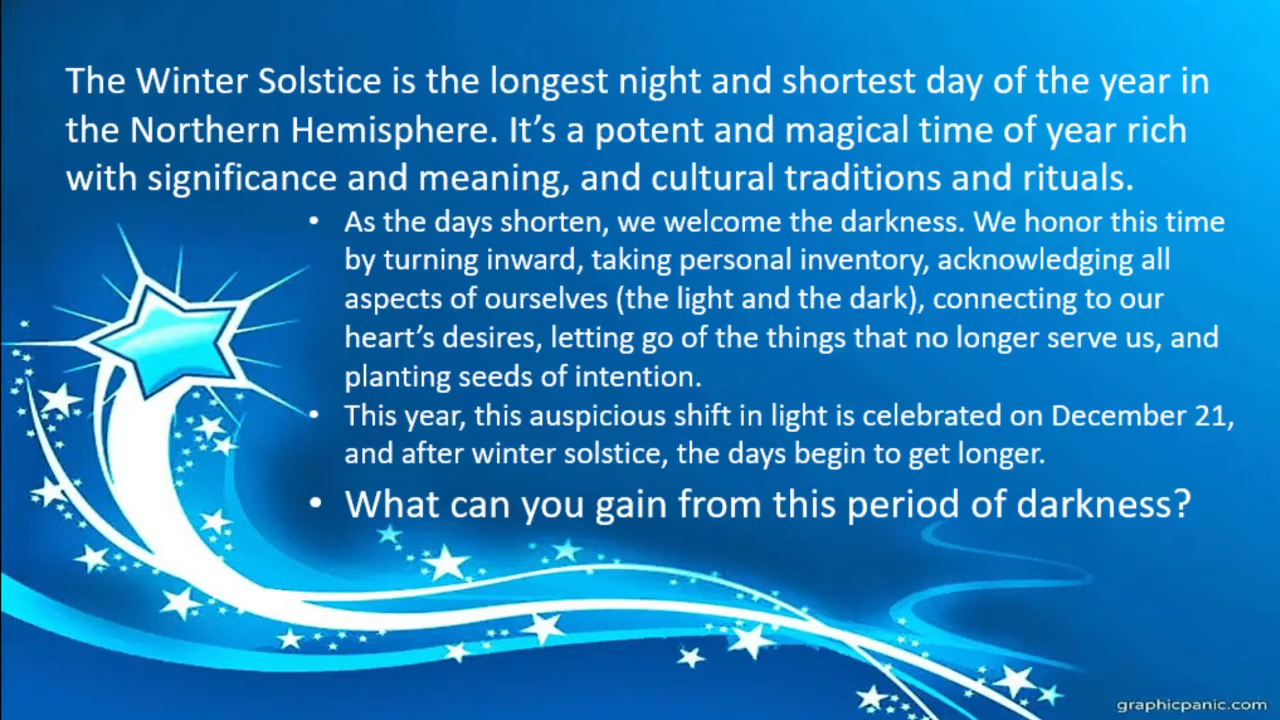 The Winter Solstice is the longest night and shortest day of the year in
the Northern Hemisphere. It’s a potent and magical time of year rich
with significance and meaning, and cultural traditions and rituals.
• As the days shorten, we welcome the darkness. We honor this time
by turning inward, taking personal inventory, acknowledging all
aspects of ourselves (the light and the dark), connecting to our
heart’s desires, letting go of the things that no longer serve us, and
planting seeds of intention.
• This year, this auspicious shift in light is celebrated on December 21,
and after winter solstice, the days begin to get longer.
• What can you gain from this period of darkness?
graphicpanic.com